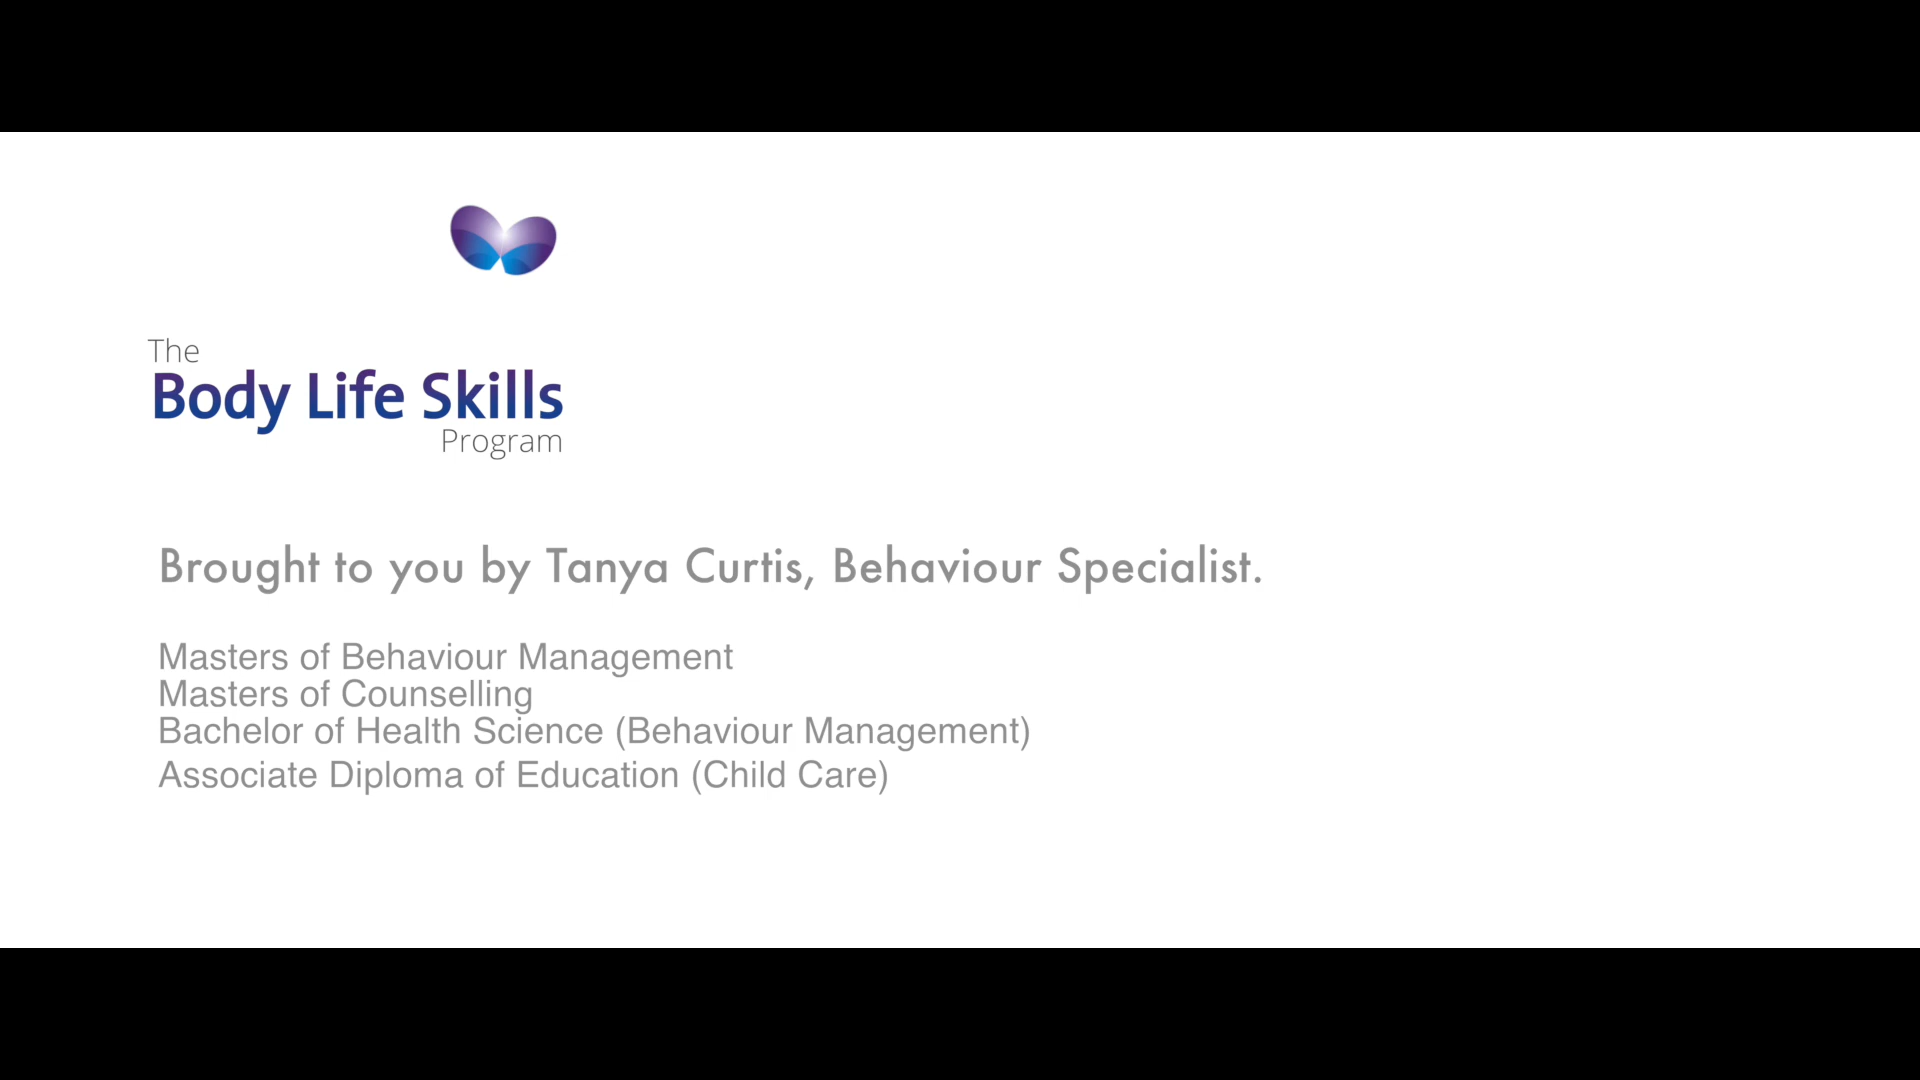 The
Body Life Skills
Program
Brought to you by Tanya Curtis, Behaviour Specialist.
Masters of Behaviour Management
Masters of Counselling
Bachelor of Health Science (Behaviour Management)
Associate Diploma of Education (Child Care)